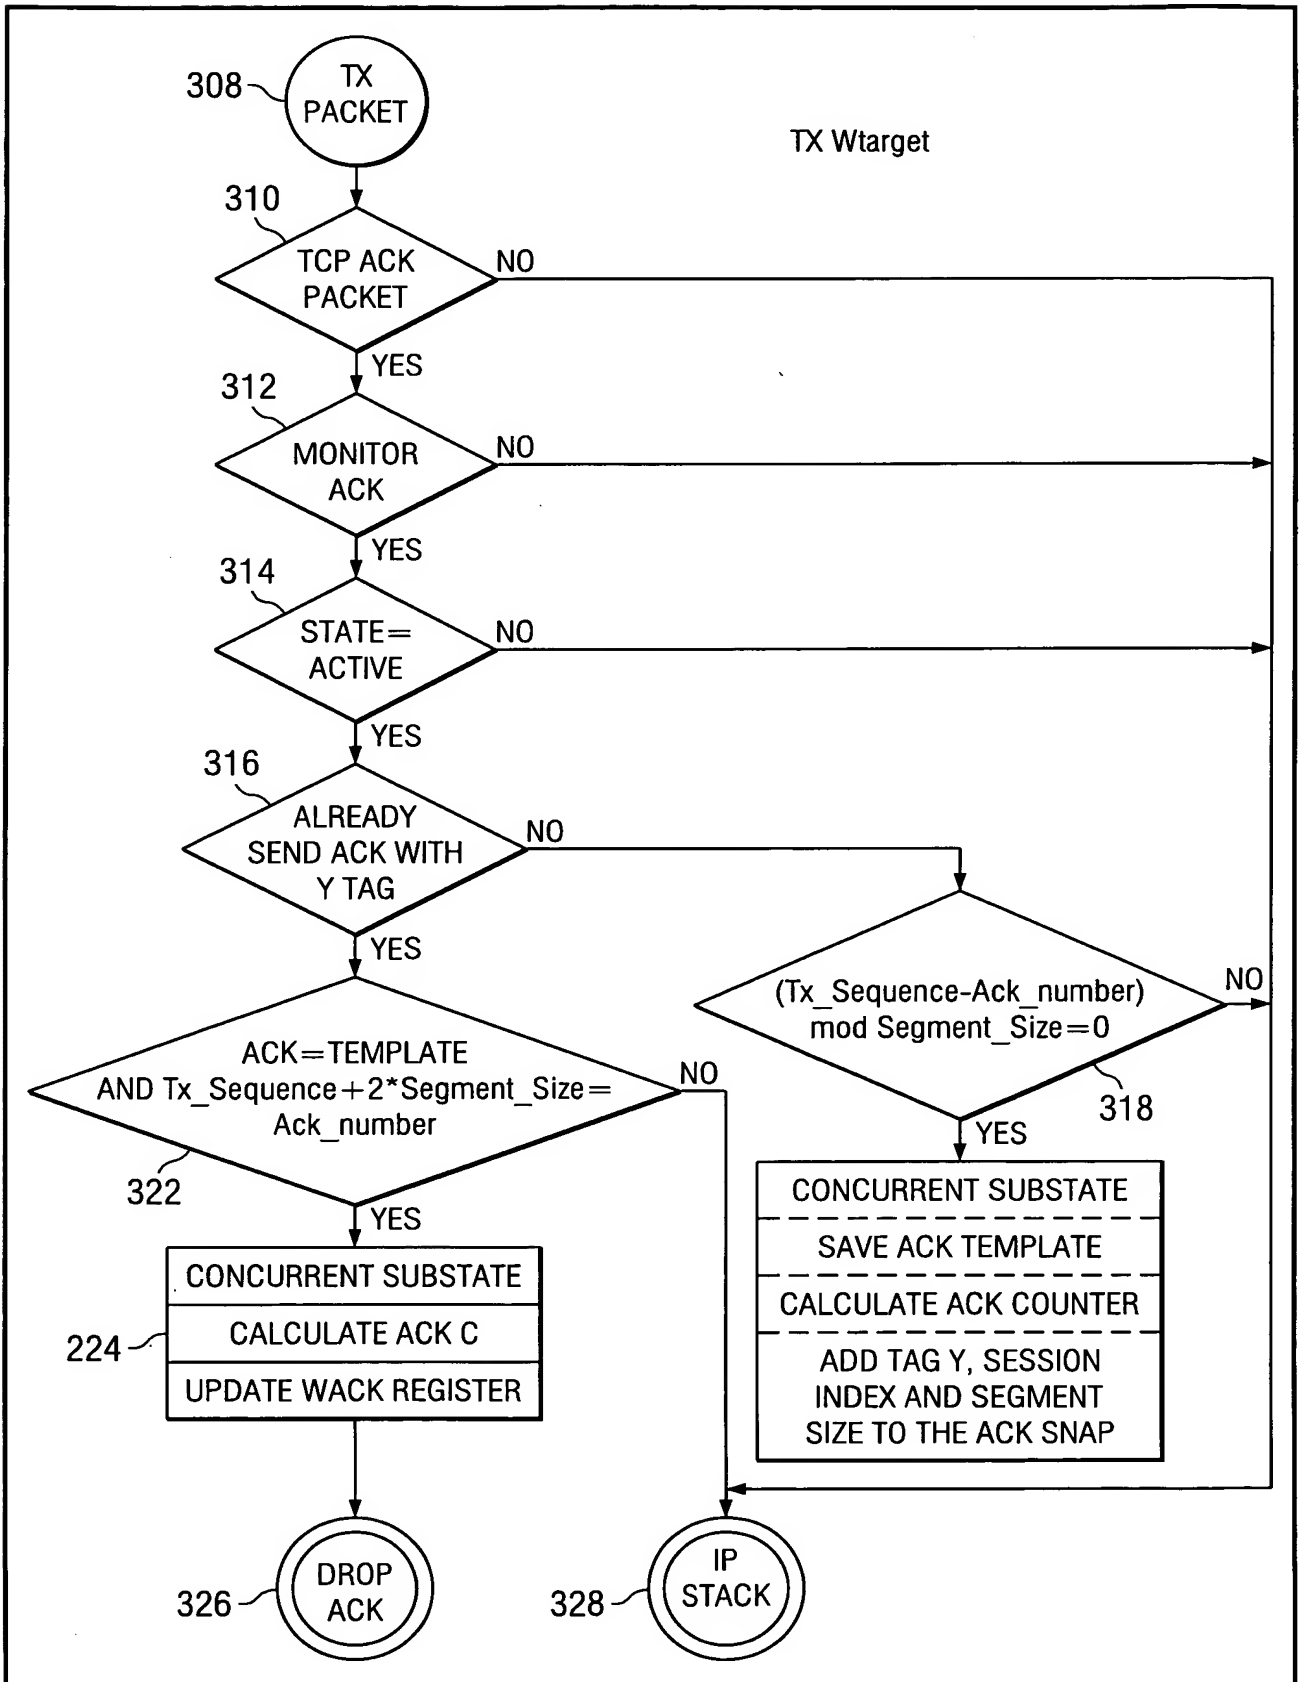 TX
PACKET
308
TX Wtarget
310
TCP ACK
PACKET
NO
YES
312
MONITOR
ACK
NO
YES
314
STATE=
ACTIVE
NO
YES
316
ALREADY
SEND ACK WITH
Y TAG
NO
YES
(Tx_Sequence-Ack_number)
mod Segment_Size=0
NO
318
YES
ACK=TEMPLATE
AND Tx_Sequence+2*Segment_Size=
Ack_number
NO
322
YES
CONCURRENT SUBSTATE
SAVE ACK TEMPLATE
CALCULATE ACK COUNTER
ADD TAG Y, SESSION
INDEX AND SEGMENT
SIZE TO THE ACK SNAP
CONCURRENT SUBSTATE
CALCULATE ACK C
UPDATE WACK REGISTER
224
DROP
ACK
326
IP
STACK
328